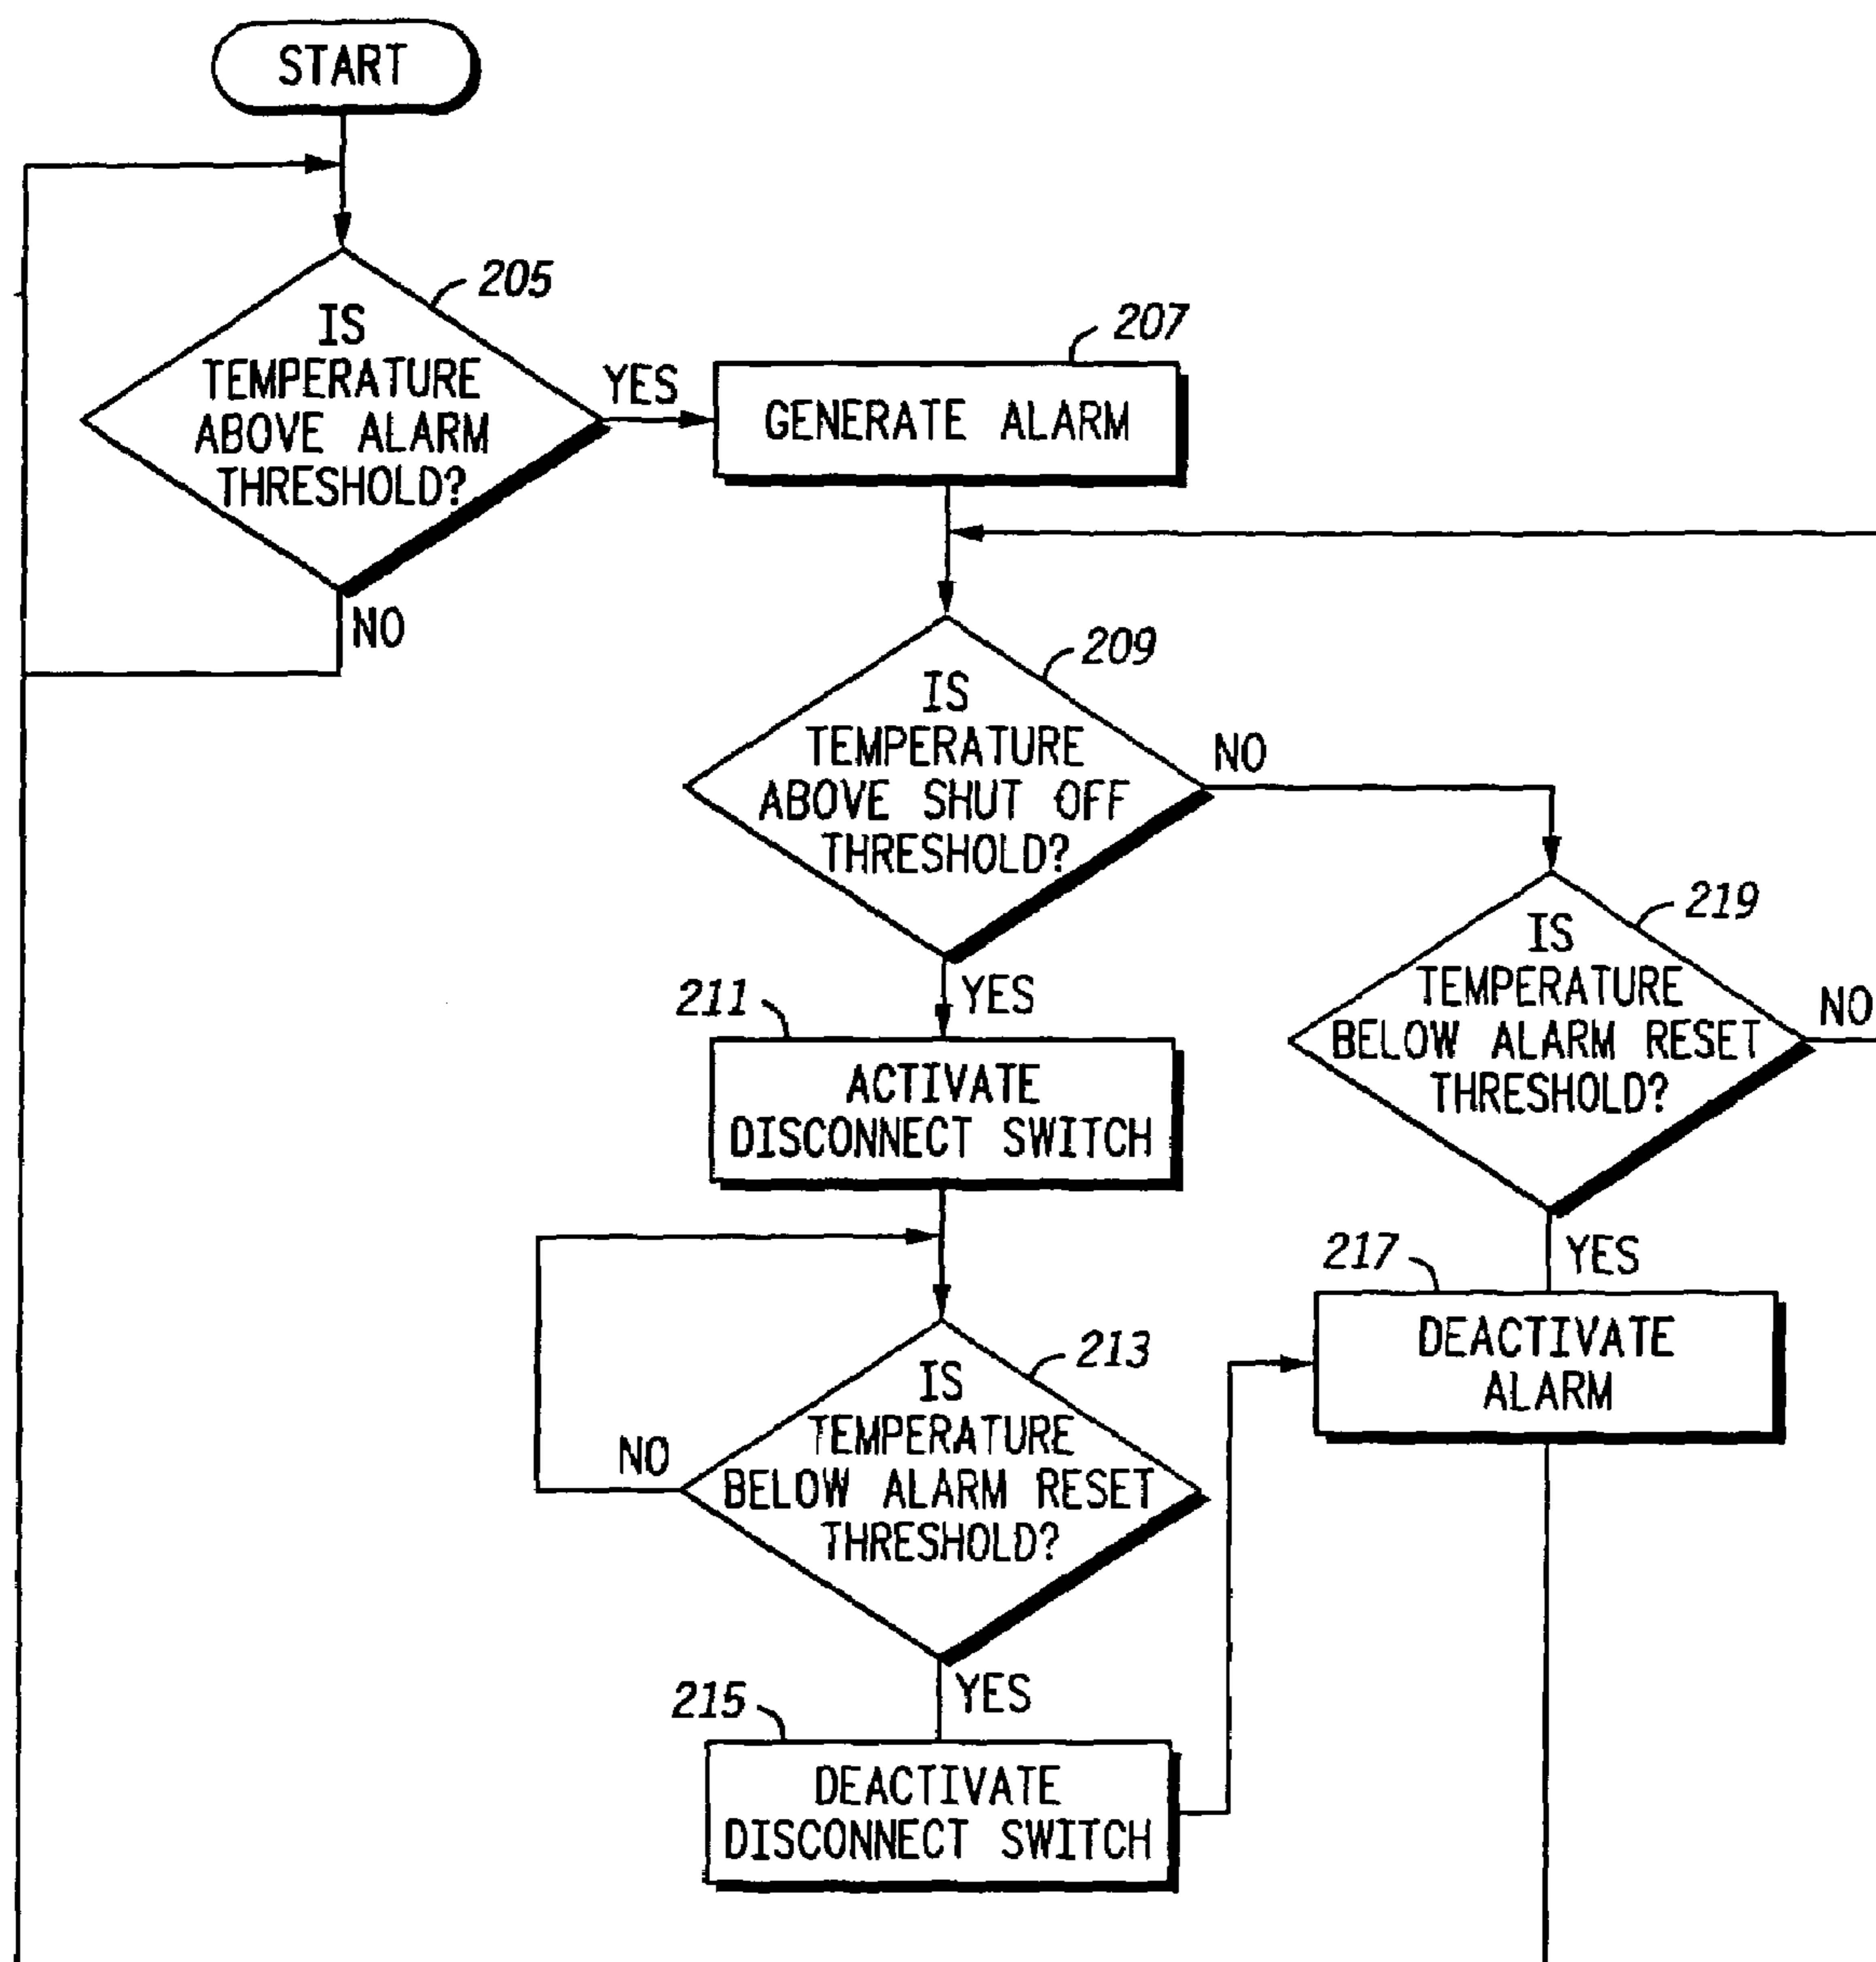 START
205
IS
TEMPERATURE
ABOVE ALARM
THRESHOLD?
YES
NO
207
GENERATE ALARM
209
IS
TEMPERATURE
ABOVE SHUT OFF
THRESHOLD?
NO
YES
219
IS
TEMPERATURE
BELOW ALARM RESET
THRESHOLD?
NO
YES
211
ACTIVATE
DISCONNECT SWITCH
213
IS
TEMPERATURE
BELOW ALARM RESET
THRESHOLD?
NO
YES
217
DEACTIVATE
ALARM
215
DEACTIVATE
DISCONNECT SWITCH